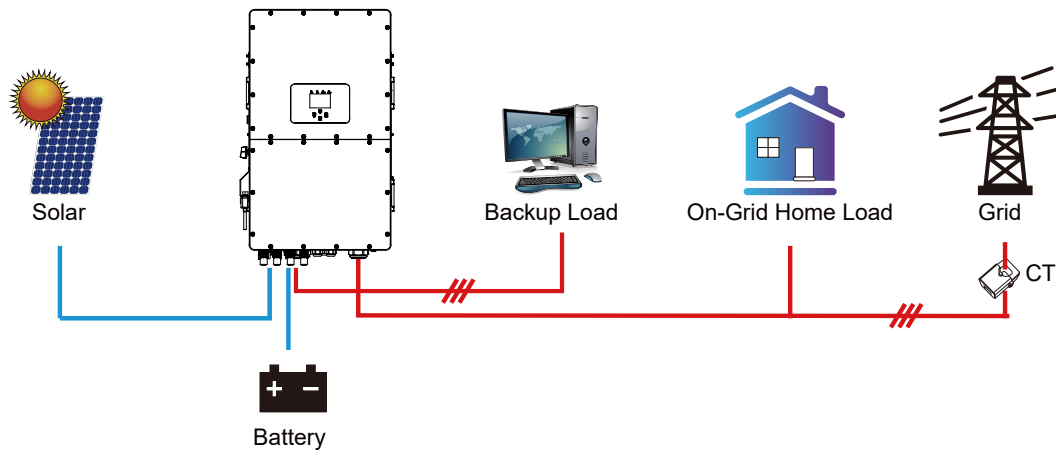 Solar
Backup Load
On-Grid Home Load
Grid
CT
Battery